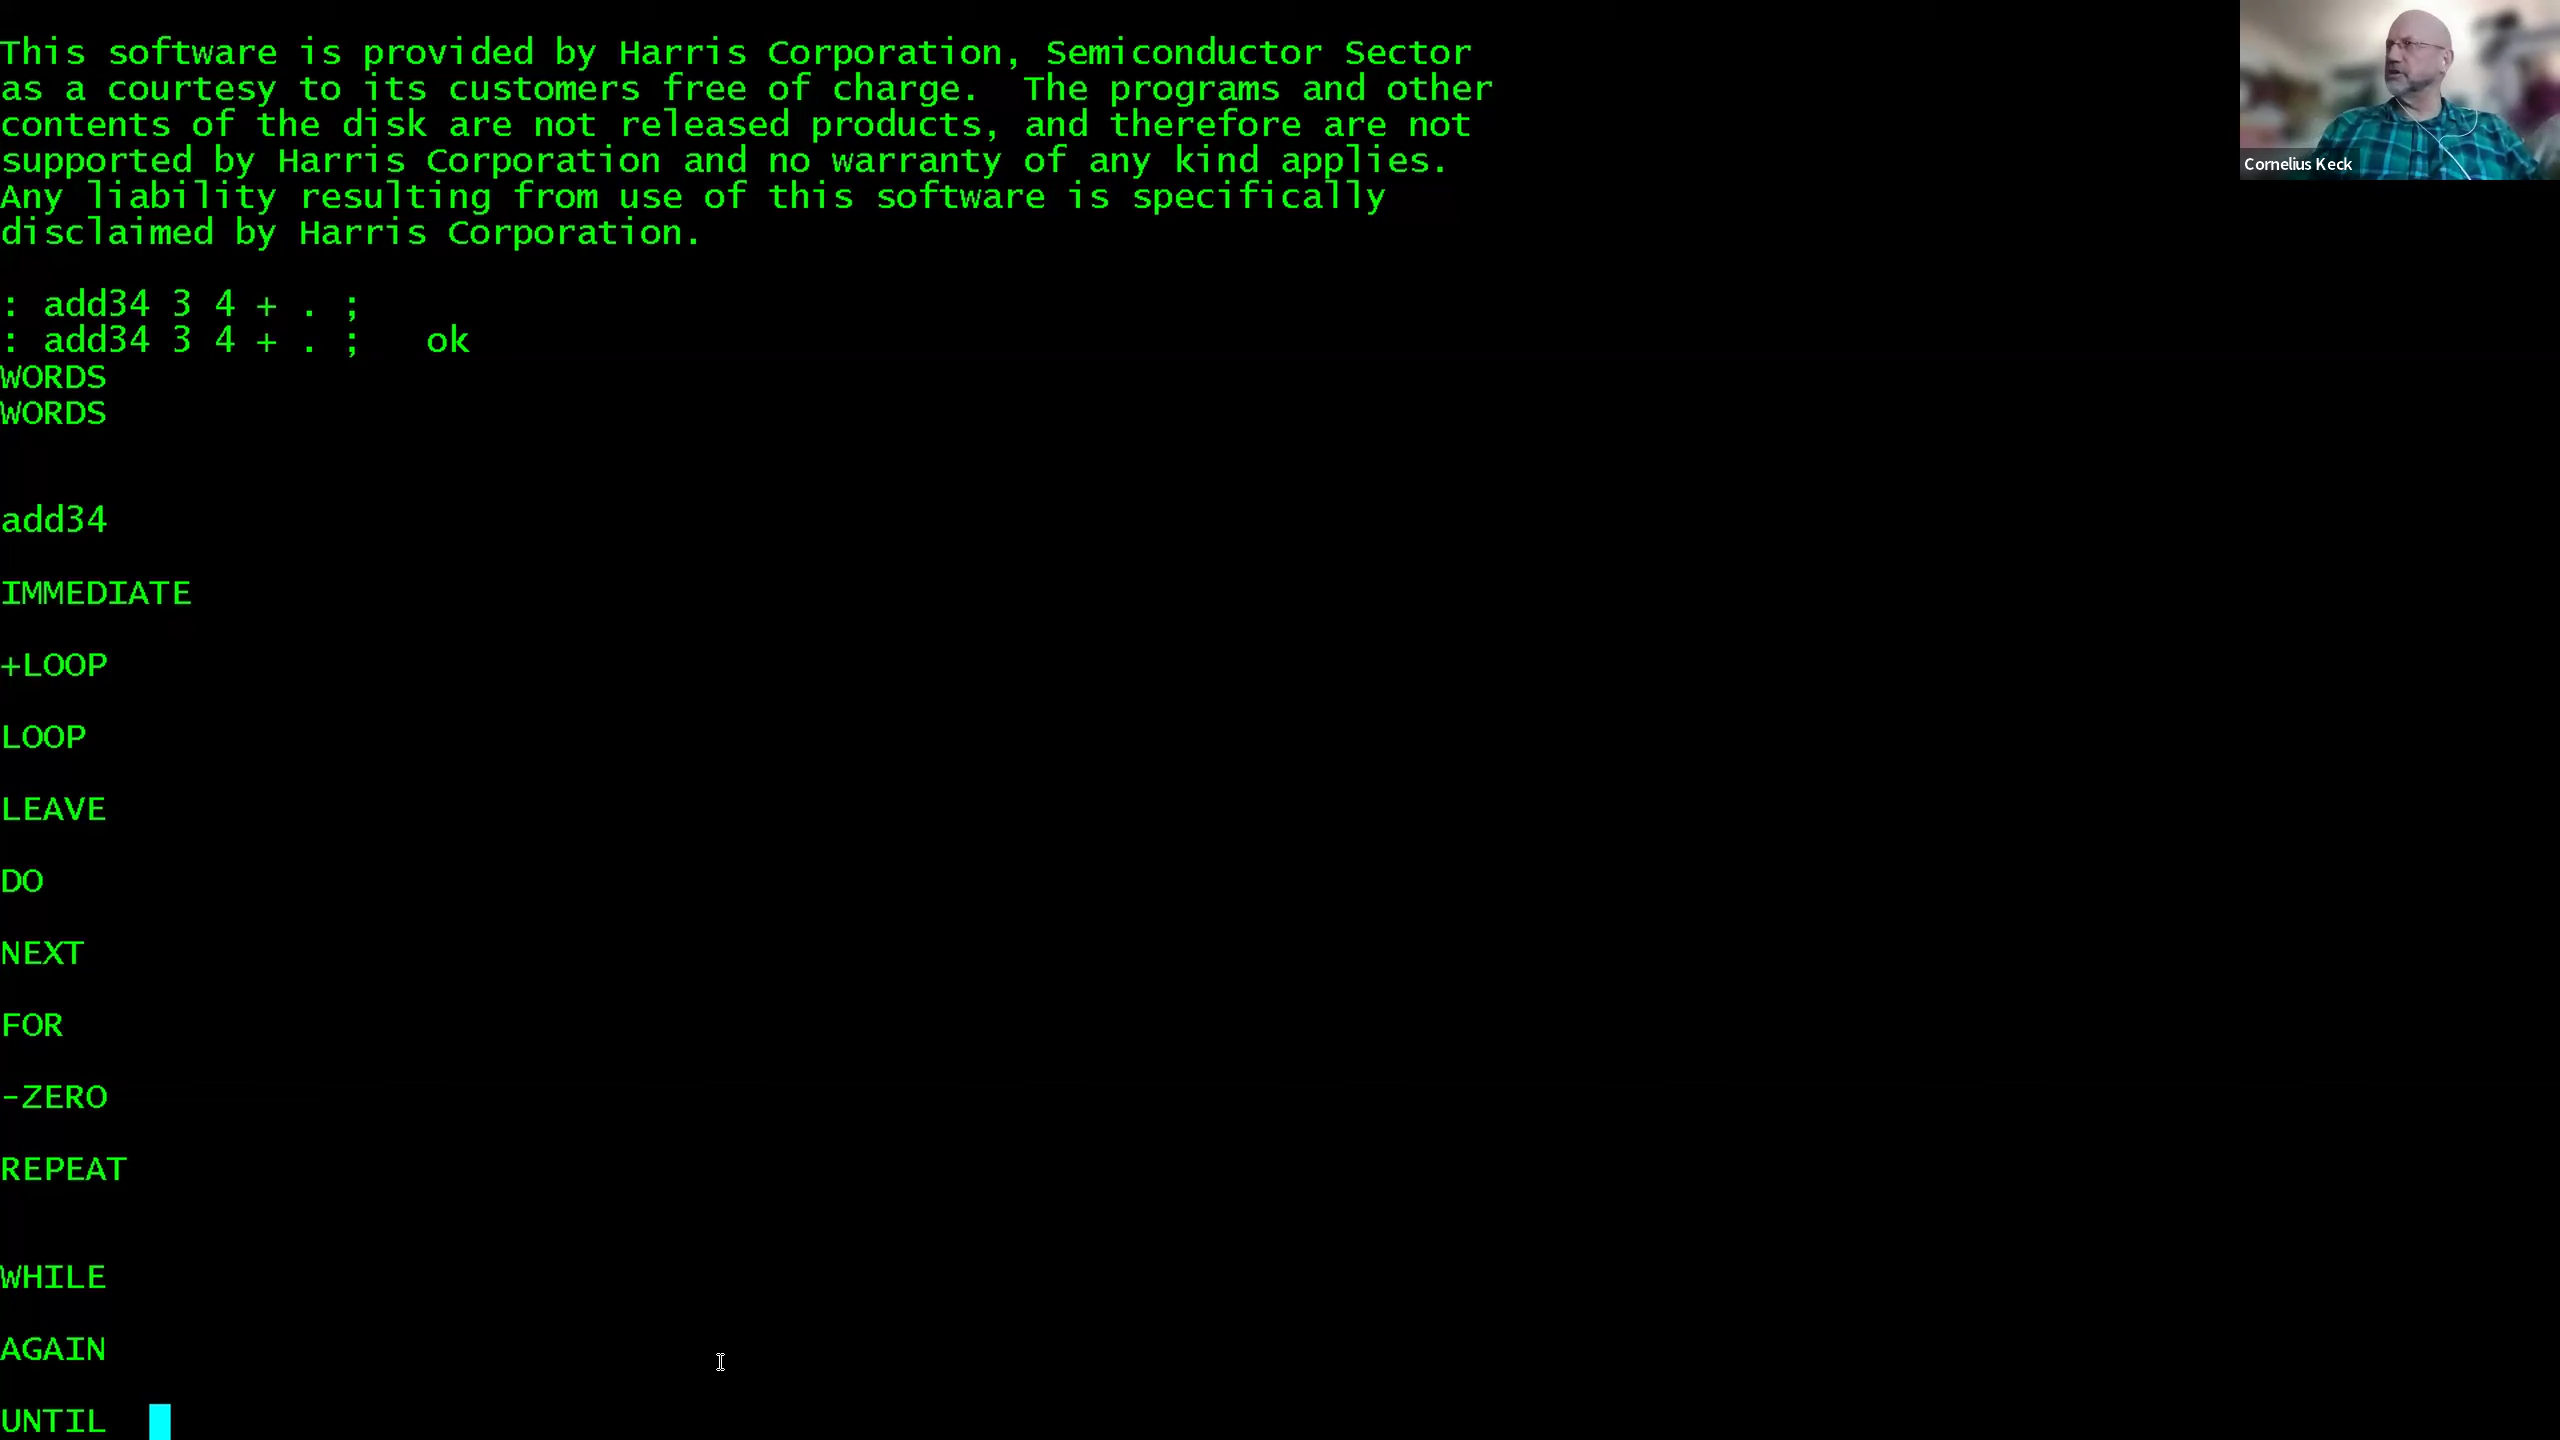 This software is provided by Harris Corporation, Semiconductor Sector
as a courtesy to its customers free of charge.  The programs and other
contents of the disk are not released products, and therefore are not
supported by Harris Corporation and no warranty of any kind applies.
Any liability resulting from use of this software is specifically
disclaimed by Harris Corporation.
: add34 3 4 + . ;
: add34 3 4 + . ;   ok
WORDS
WORDS
add34
IMMEDIATE
+LOOP
LOOP
LEAVE
DO
NEXT
FOR
-ZERO
REPEAT
WHILE
AGAIN
UNTIL
Cornelius Keck